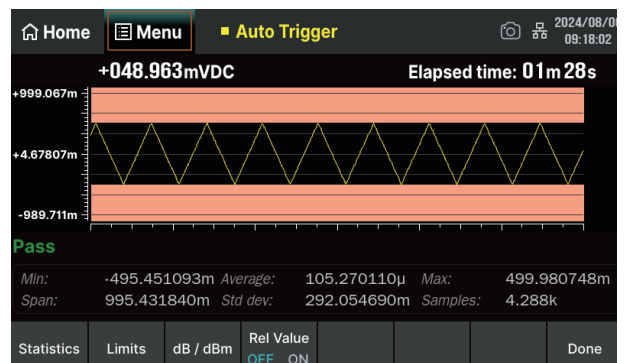 Home Menu Auto Trigger 2024/08/0
09:18:02
+048.963mVDC Elapsed time: 01m28s
+999.067m
+4.67807m
-989.711m
Pass
Min: -495.451093m Average: 105.270110µ Max: 499.980748m
Span: 995.431840m Std dev: 292.054690m Samples: 4.288k
Statistics Limits dB / dBm Rel Value Done
OFF ON